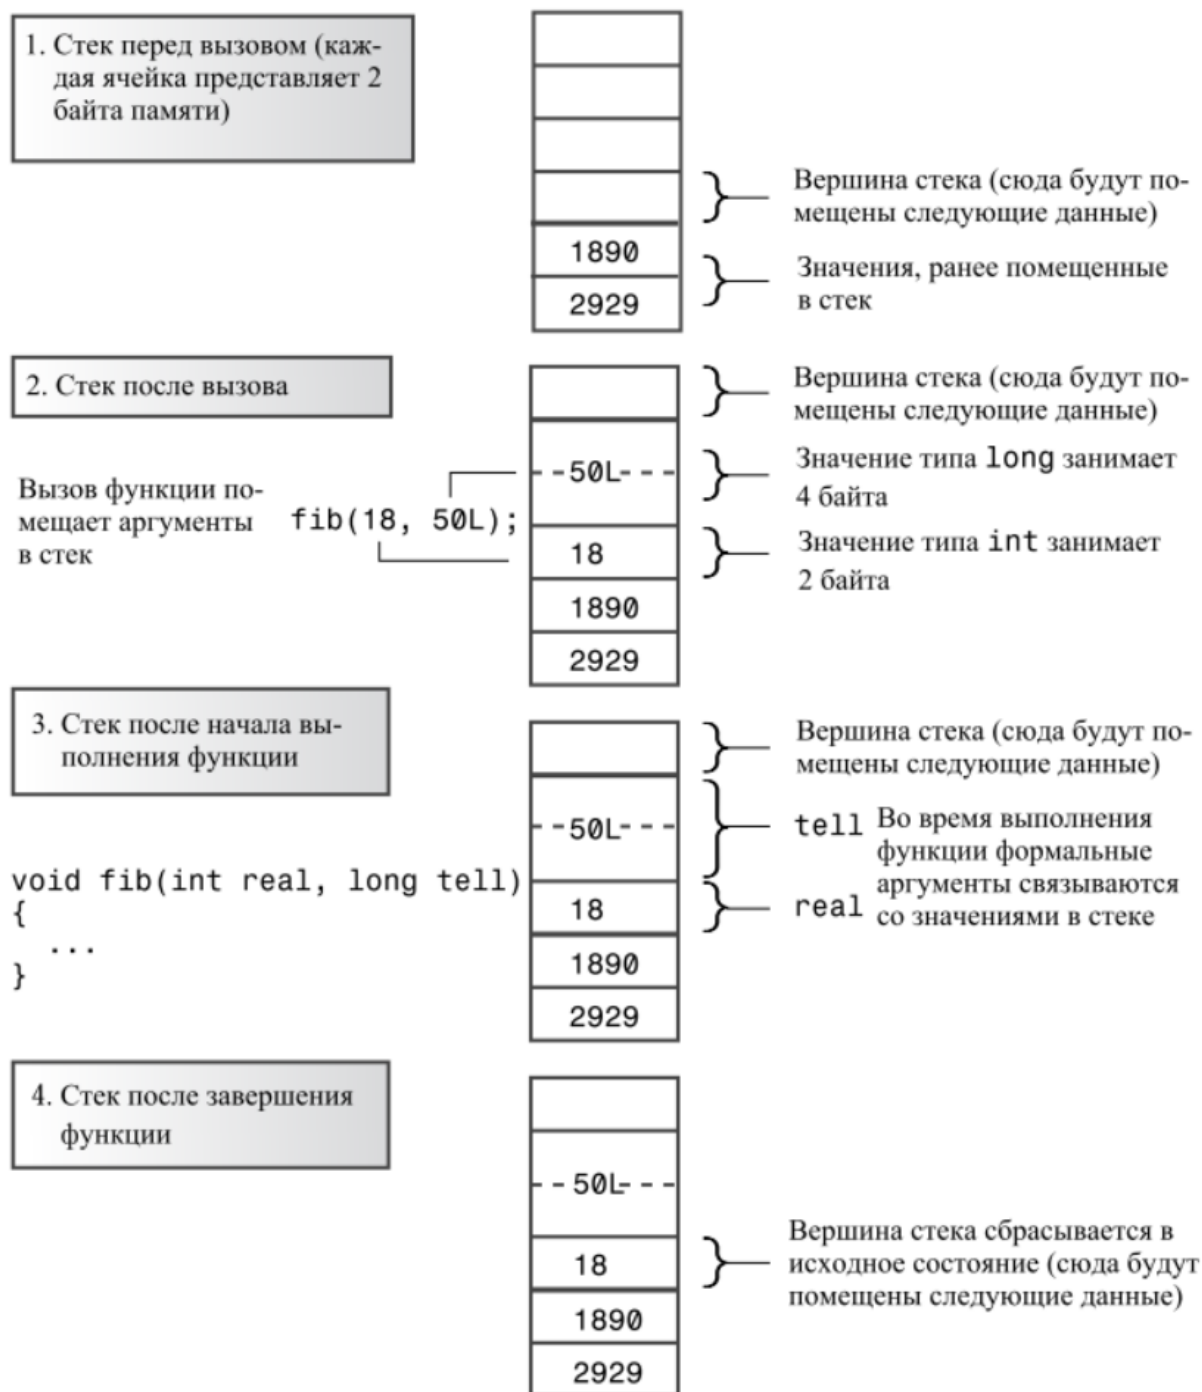 1. Стек перед вызовом (каж-
дая ячейка представляет 2
байта памяти)
Вершина стека (сюда будут по-
мещены следующие данные)
1890
Значения, ранее помещенные
в стек
2929
2. Стек после вызова
Вершина стека (сюда будут по-
мещены следующие данные)
50L
Значение типа long занимает
4 байта
Вызов функции по-
мещает аргументы
в стек
fib(18, 50L);
18
Значение типа int занимает
2 байта
1890
2929
3. Стек после начала вы-
полнения функции
Вершина стека (сюда будут по-
мещены следующие данные)
50L
tell
Во время выполнения
функции формальные
аргументы связываются
со значениями в стеке
void fib(int real, long tell)
{
...
}
18
real
1890
2929
4. Стек после завершения
функции
50L
18
Вершина стека сбрасывается в
исходное состояние (сюда будут
помещены следующие данные)
1890
2929